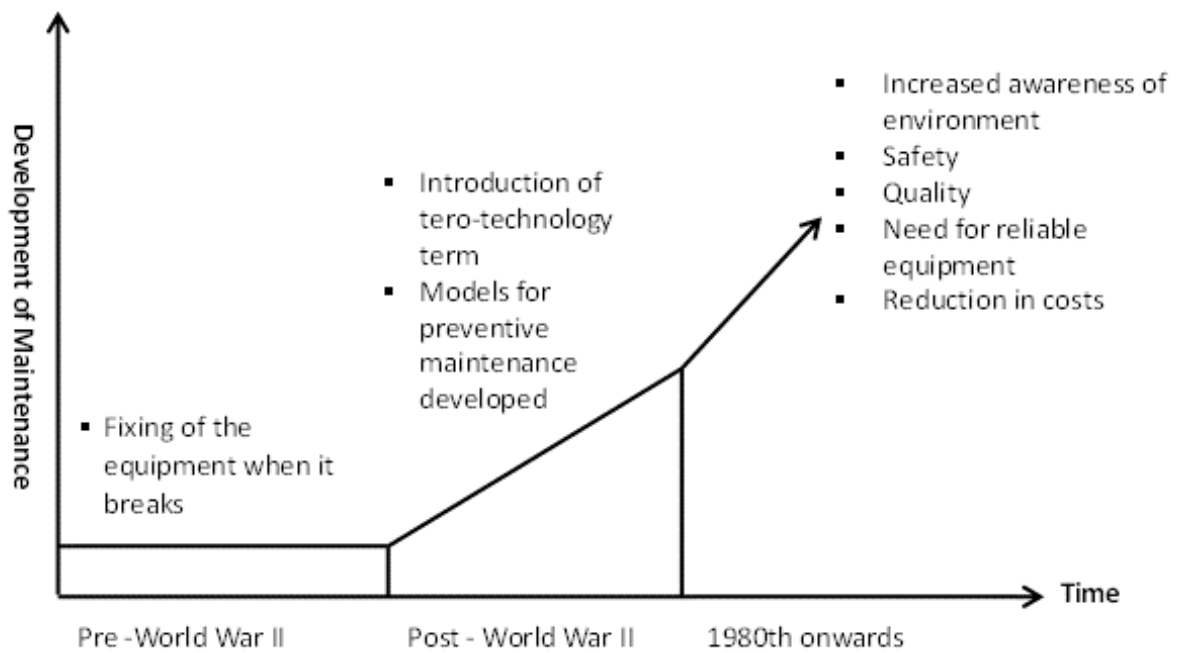 Development of Maintenance
▪ Increased awareness of
environment
▪ Safety
▪ Quality
▪ Need for reliable
equipment
▪ Reduction in costs
▪ Introduction of
tero-technology
term
▪ Models for
preventive
maintenance
developed
▪ Fixing of the
equipment when it
breaks
Time
Pre -World War II
Post - World War II
1980th onwards